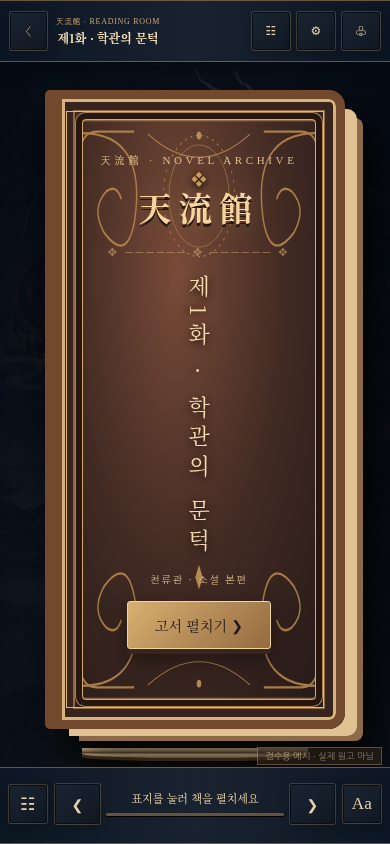 天流館 · READING ROOM
제1화 · 학관의 문턱
天流館 · NOVEL ARCHIVE
天流館
제1화 · 학관의 문턱
천류관 · 소설 본편
고서 펼치기 ❯
검수용 예시 · 실제 원고 아님
표지를 눌러 책을 펼치세요
Aa